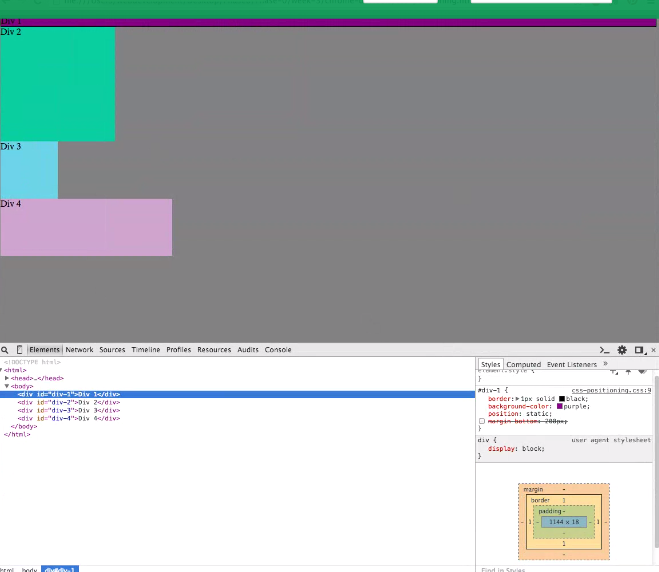 Div 1
Div 2
Div 3
Div 4
Elements Network Sources Timeline Profiles Resources Audits Console
<!DOCTYPE html>
<html>
<head>…</head>
<body>
<div id="div-1">Div 1</div>
<div id="div-2">Div 2</div>
<div id="div-3">Div 3</div>
<div id="div-4">Div 4</div>
</body>
</html>
html body div#div-1
Styles Computed Event Listeners »
element.style {
}
#div-1 { css-positioning.css:9
border: 1px solid black;
background-color: purple;
position: static;
margin-bottom: 200px;
}
div { user agent stylesheet
display: block;
}
margin -
border 1
padding -
- 1 - 1144 × 18 - 1 -
-
1
-
Find in Styles